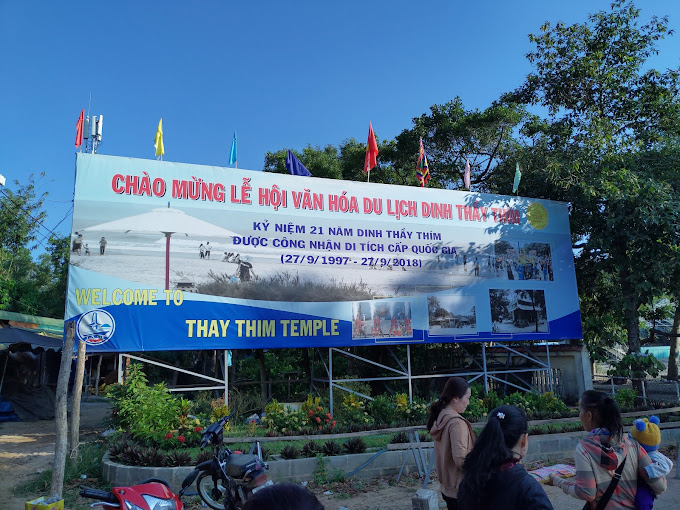 CHÀO MỪNG LỄ HỘI VĂN HÓA DU LỊCH DINH THẦY THÍM
KỶ NIỆM 21 NĂM DINH THẦY THÍM
ĐƯỢC CÔNG NHẬN DI TÍCH CẤP QUỐC GIA
(27/9/1997 - 27/9/2018)
WELCOME TO
THAY THIM TEMPLE